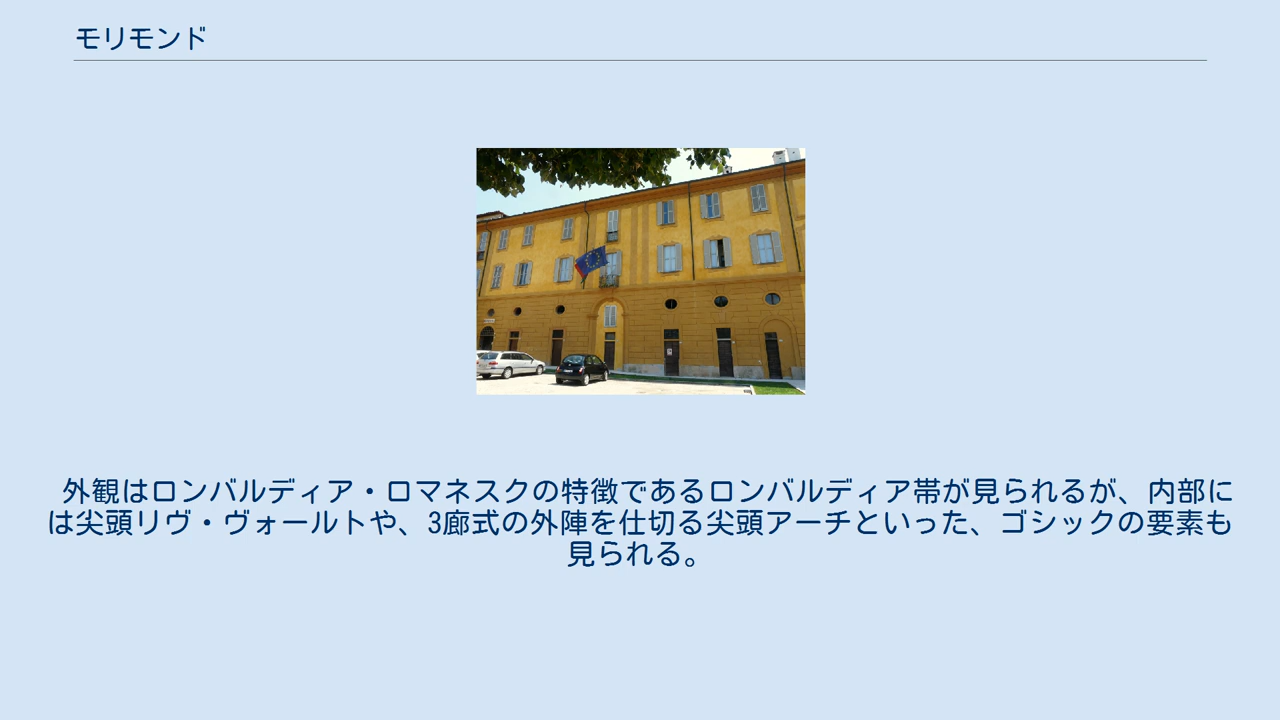 モリモンド
外観はロンバルディア・ロマネスクの特徴であるロンバルディア帯が見られるが、内部に
は尖頭リヴ・ヴォールトや、3廊式の外陣を仕切る尖頭アーチといった、ゴシックの要素も
見られる。